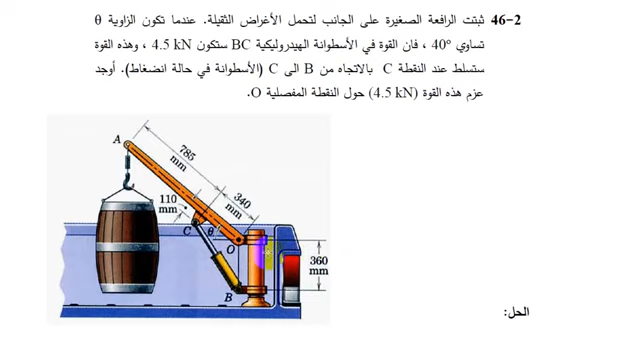 46-2 ثبتت الرافعة الصغيرة على الجانب لتحمل الأغراض الثقيلة. عندما تكون الزاوية θ
تساوي 40° ، فان القوة في الأسطوانة الهيدروليكية BC ستكون 4.5 kN ، وهذه القوة
ستسلط عند النقطة C بالاتجاه من B الى C (الأسطوانة في حالة انضغاط). أوجد
عزم هذه القوة (4.5 kN) حول النقطة المفصلية O.
A
785
mm
340
mm
110
mm
C
θ
O
360
mm
B
الحل: